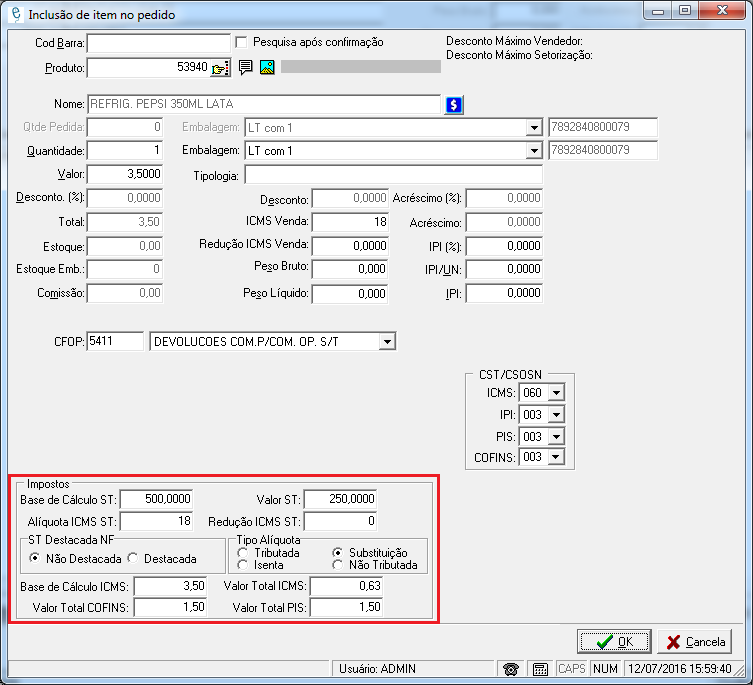 Inclusão de item no pedido
Cod Barra: Pesquisa após confirmação Desconto Máximo Vendedor:
Desconto Máximo Setorização:
Produto: 53940
Nome: REFRIG. PEPSI 350ML LATA $
Qtde Pedida: 0 Embalagem: LT com 1 7892840800079
Quantidade: 1 Embalagem: LT com 1 7892840800079
Valor: 3,5000 Tipologia:
Desconto. (%): 0,0000 Desconto: 0,0000 Acréscimo (%): 0,0000
Total: 3,50 ICMS Venda: 18 Acréscimo: 0,0000
Estoque: 0,00 Redução ICMS Venda: 0,0000 IPI (%): 0,0000
Estoque Emb.: 0 Peso Bruto: 0,000 IPI/UN: 0,0000
Comissão: 0,00 Peso Líquido: 0,000 IPI: 0,0000
CFOP: 5411 DEVOLUCOES COM.P/COM. OP. S/T
CST/CSOSN
ICMS: 060
IPI: 003
PIS: 003
COFINS: 003
Impostos
Base de Cálculo ST: 500,0000 Valor ST: 250,0000
Alíquota ICMS ST: 18 Redução ICMS ST: 0
ST Destacada NF Tipo Alíquota
Não Destacada Destacada Tributada Substituição
Isenta Não Tributada
Base de Cálculo ICMS: 3,50 Valor Total ICMS: 0,63
Valor Total COFINS: 1,50 Valor Total PIS: 1,50
OK Cancela
Usuário: ADMIN CAPS NUM 12/07/2016 15:59:40